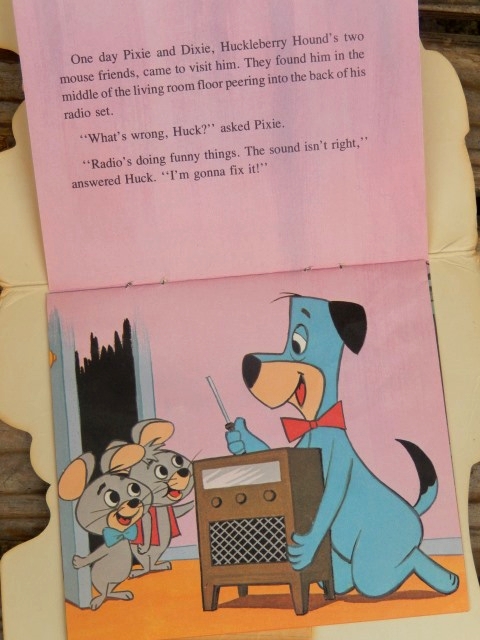 One day Pixie and Dixie, Huckleberry Hound's two
mouse friends, came to visit him. They found him in the
middle of the living room floor peering into the back of his
radio set.
"What's wrong, Huck?" asked Pixie.
"Radio's doing funny things. The sound isn't right,"
answered Huck. "I'm gonna fix it!"